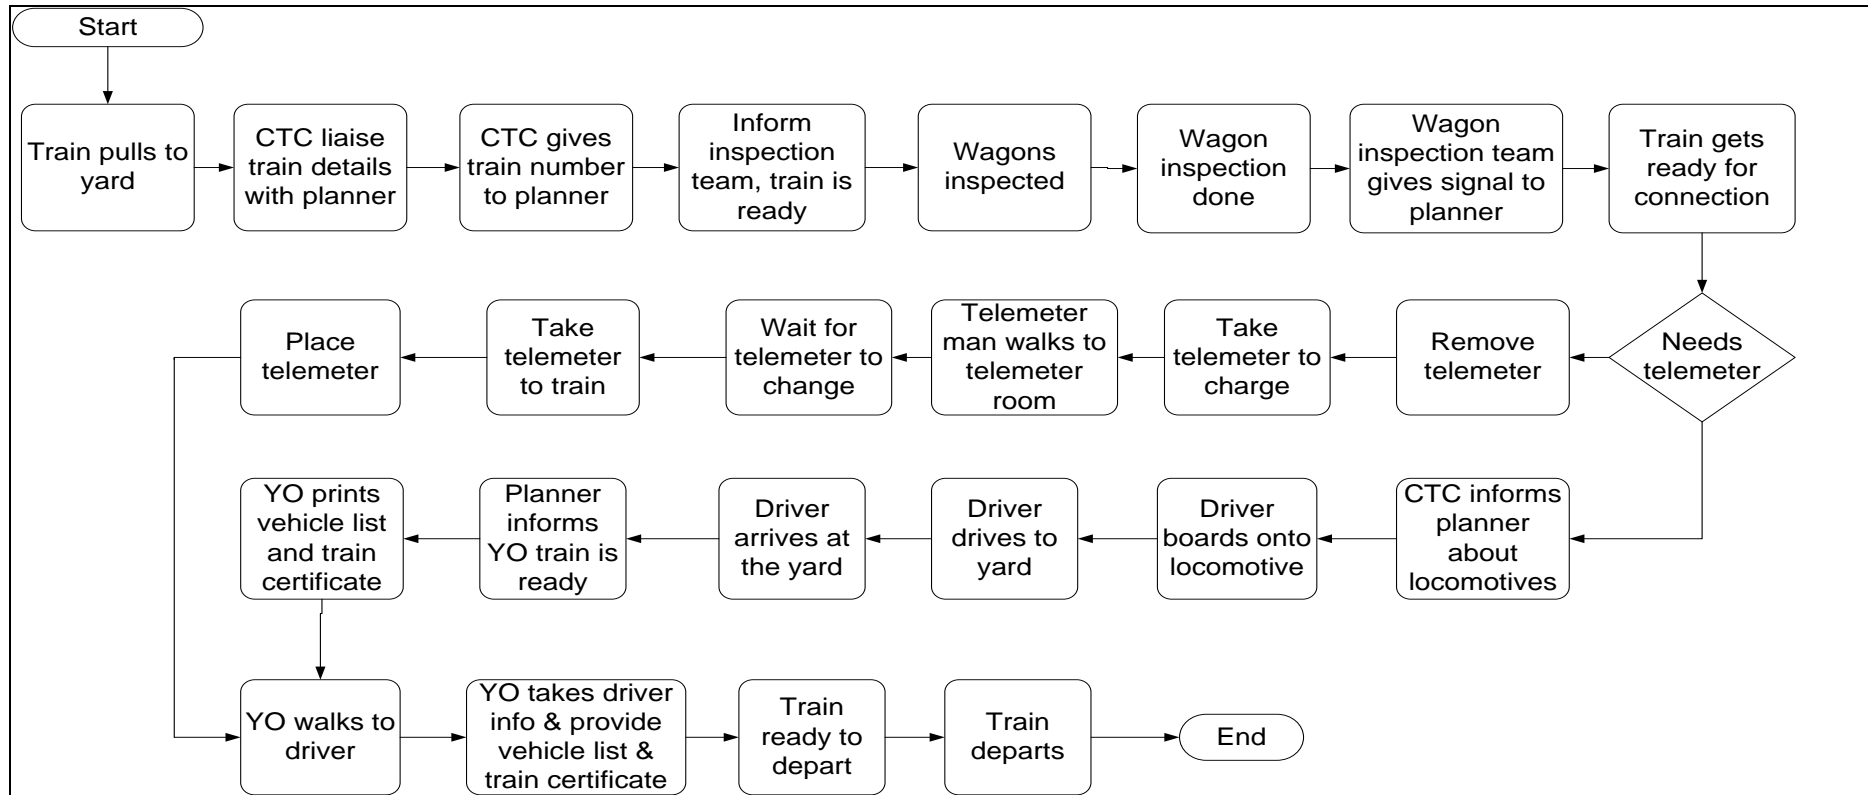 Start
Train pulls to
yard
CTC liaise
train details
with planner
CTC gives
train number
to planner
Inform
inspection
team, train is
ready
Wagons
inspected
Wagon
inspection
done
Wagon
inspection team
gives signal to
planner
Train gets
ready for
connection
Needs
telemeter
Remove
telemeter
Take
telemeter to
charge
Telemeter
man walks to
telemeter
room
Wait for
telemeter to
change
Take
telemeter
to train
Place
telemeter
CTC informs
planner
about
locomotives
Driver
boards onto
locomotive
Driver
drives to
yard
Driver
arrives at
the yard
Planner
informs
YO train is
ready
YO prints
vehicle list
and train
certificate
YO walks to
driver
YO takes driver
info & provide
vehicle list &
train certificate
Train
ready to
depart
Train
departs
End